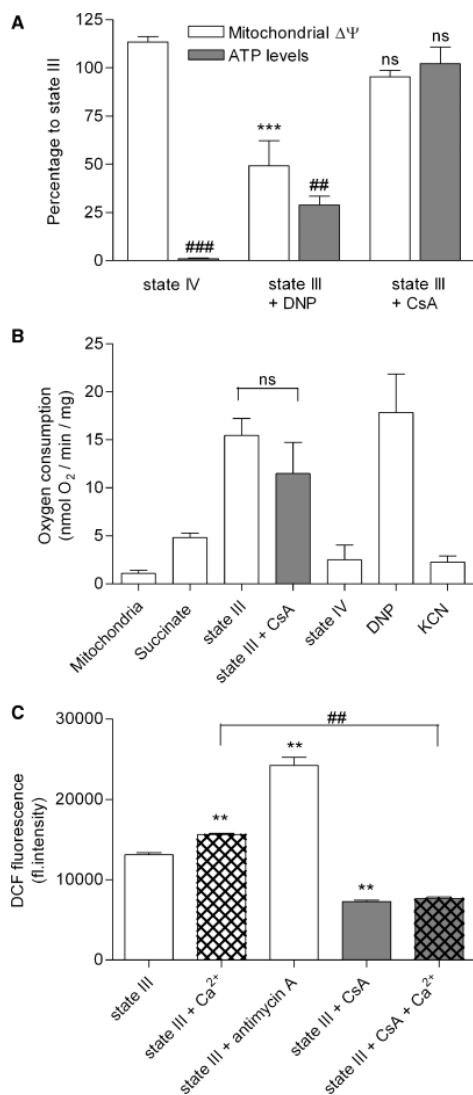 A
Percentage to state III
125
100
75
50
25
0
Mitochondrial ΔΨ
ATP levels
###
***
##
ns
ns
state IV
state III
+ DNP
state III
+ CsA
B
Oxygen consumption
(nmol O₂ / min / mg)
20
15
10
5
0
ns
Mitochondria
Succinate
state III
state III + CsA
state IV
DNP
KCN
C
DCF fluorescence
(fl.intensity)
30000
20000
10000
0
##
**
**
**
state III
state III + Ca²⁺
state III + antimycin A
state III + CsA
state III + CsA + Ca²⁺